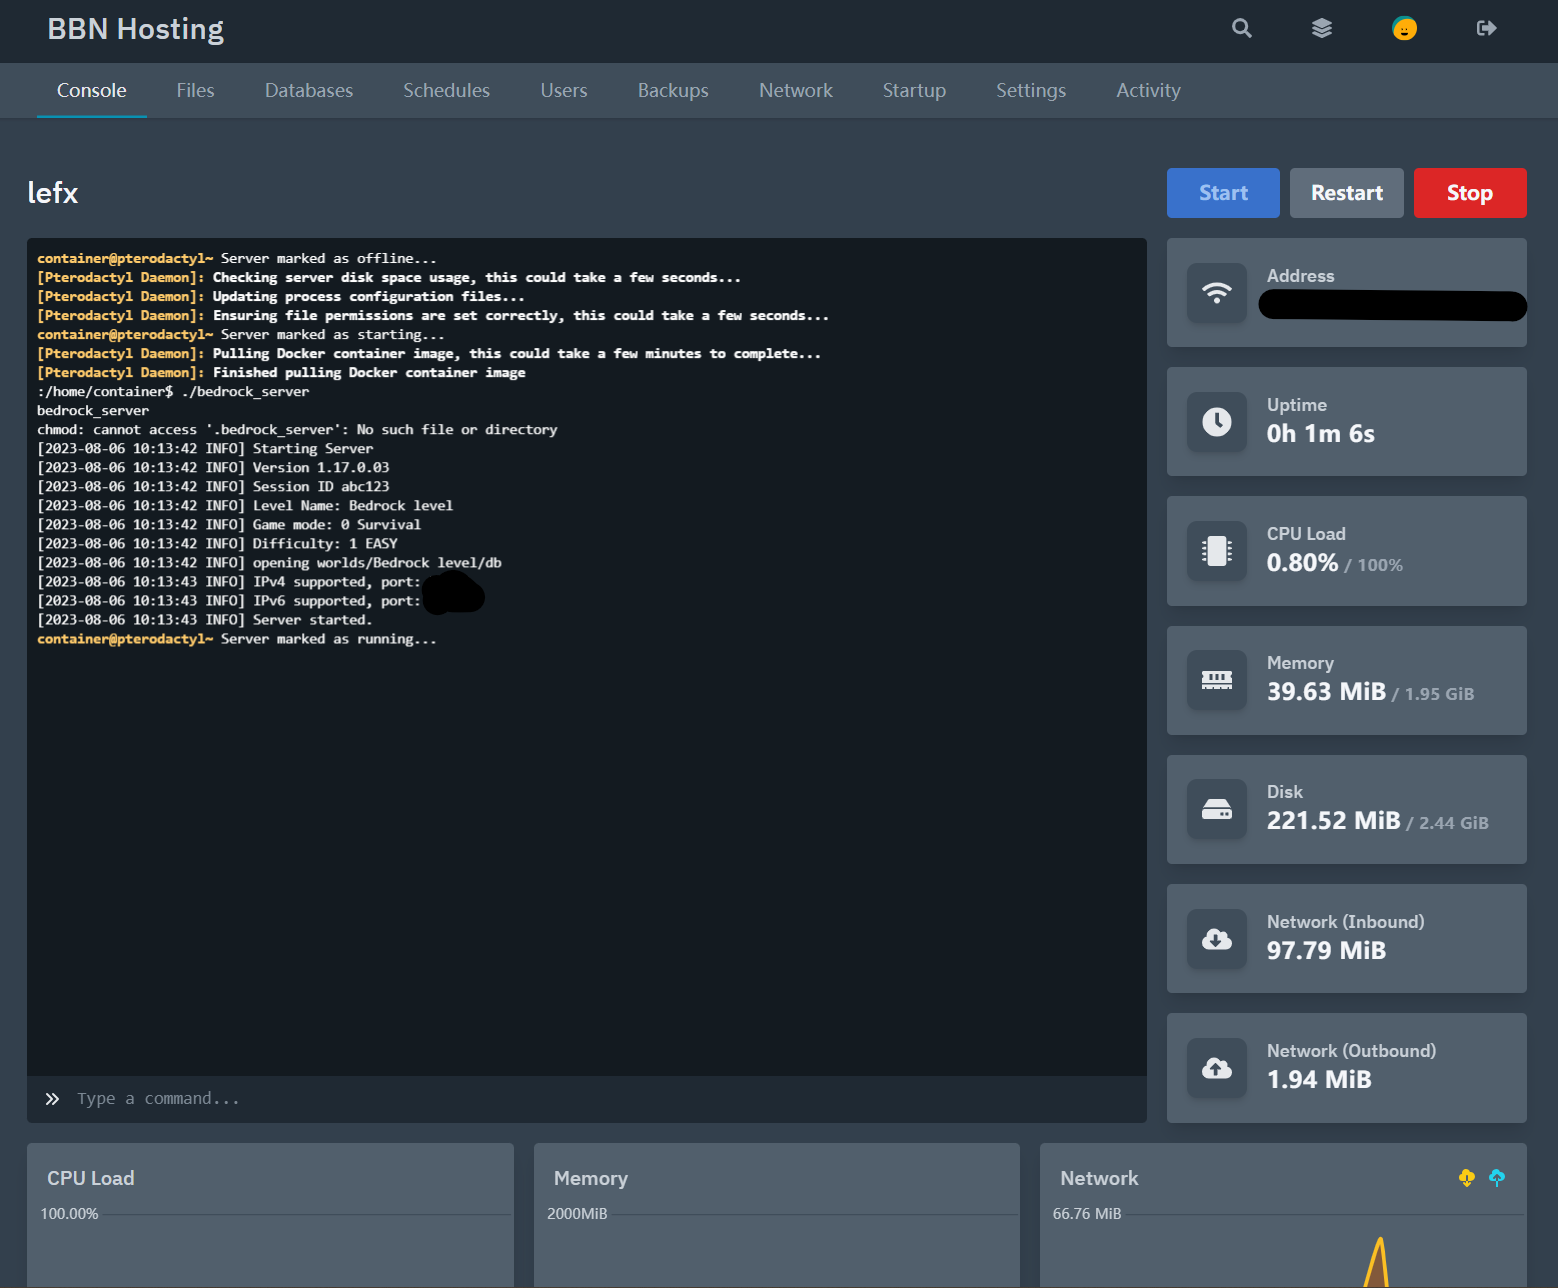 BBN Hosting
Console Files Databases Schedules Users Backups Network Startup Settings Activity
lefx
Start Restart Stop
container@pterodactyl~ Server marked as offline...
[Pterodactyl Daemon]: Checking server disk space usage, this could take a few seconds...
[Pterodactyl Daemon]: Updating process configuration files...
[Pterodactyl Daemon]: Ensuring file permissions are set correctly, this could take a few seconds...
container@pterodactyl~ Server marked as starting...
[Pterodactyl Daemon]: Pulling Docker container image, this could take a few minutes to complete...
[Pterodactyl Daemon]: Finished pulling Docker container image
:/home/container$ ./bedrock_server
bedrock_server
chmod: cannot access '.bedrock_server': No such file or directory
[2023-08-06 10:13:42 INFO] Starting Server
[2023-08-06 10:13:42 INFO] Version 1.17.0.03
[2023-08-06 10:13:42 INFO] Session ID abc123
[2023-08-06 10:13:42 INFO] Level Name: Bedrock level
[2023-08-06 10:13:42 INFO] Game mode: 0 Survival
[2023-08-06 10:13:42 INFO] Difficulty: 1 EASY
[2023-08-06 10:13:42 INFO] opening worlds/Bedrock level/db
[2023-08-06 10:13:43 INFO] IPv4 supported, port:
[2023-08-06 10:13:43 INFO] IPv6 supported, port:
[2023-08-06 10:13:43 INFO] Server started.
container@pterodactyl~ Server marked as running...
Type a command...
Address
Uptime
0h 1m 6s
CPU Load
0.80% / 100%
Memory
39.63 MiB / 1.95 GiB
Disk
221.52 MiB / 2.44 GiB
Network (Inbound)
97.79 MiB
Network (Outbound)
1.94 MiB
CPU Load
100.00%
Memory
2000MiB
Network
66.76 MiB